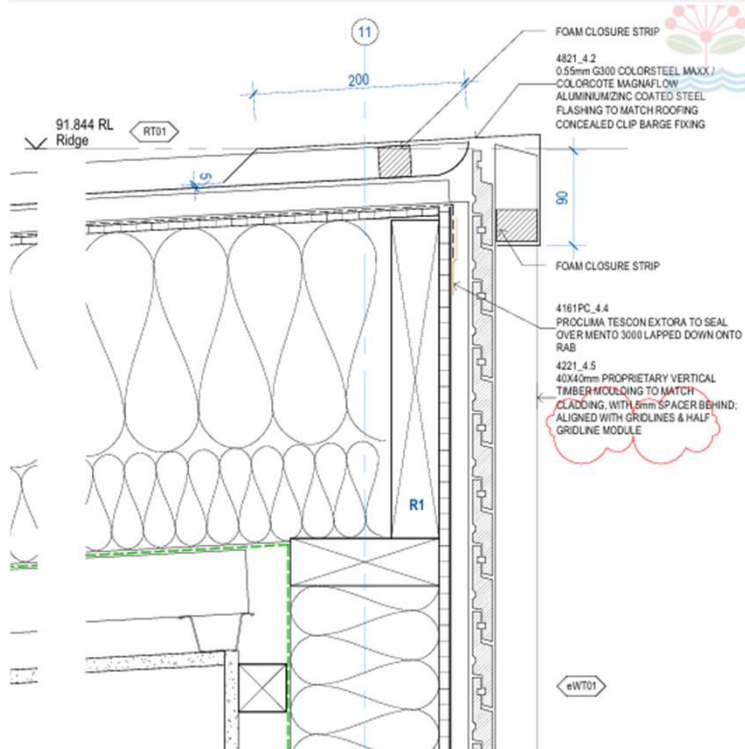 11
FOAM CLOSURE STRIP
4821_4.2
0.55mm G300 COLORSTEEL MAXX /
COLORCOTE MAGNAFLOW
ALUMINIUM/ZINC COATED STEEL
FLASHING TO MATCH ROOFING
CONCEALED CLIP BARGE FIXING
200
91.844 RL
Ridge
RT01
5
90
FOAM CLOSURE STRIP
4161PC_4.4
PROCLIMA TESCON EXTORA TO SEAL
OVER MENTO 3000 LAPPED DOWN ONTO
RAB
4221_4.5
40X40mm PROPRIETARY VERTICAL
TIMBER MOULDING TO MATCH
CLADDING, WITH 5mm SPACER BEHIND;
ALIGNED WITH GRIDLINES & HALF
GRIDLINE MODULE
R1
eWT01